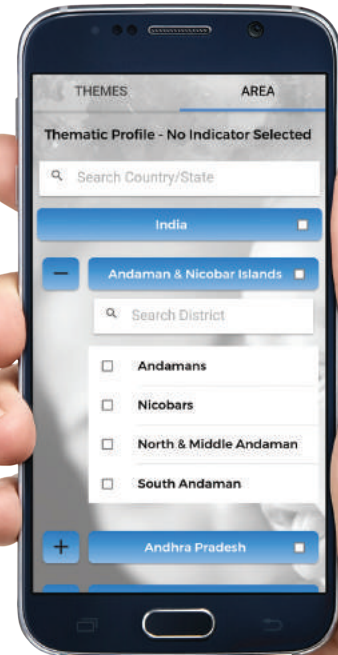 THEMES AREA
Thematic Profile - No Indicator Selected
Search Country/State
India
Andaman & Nicobar Islands
Search District
Andamans
Nicobars
North & Middle Andaman
South Andaman
Andhra Pradesh